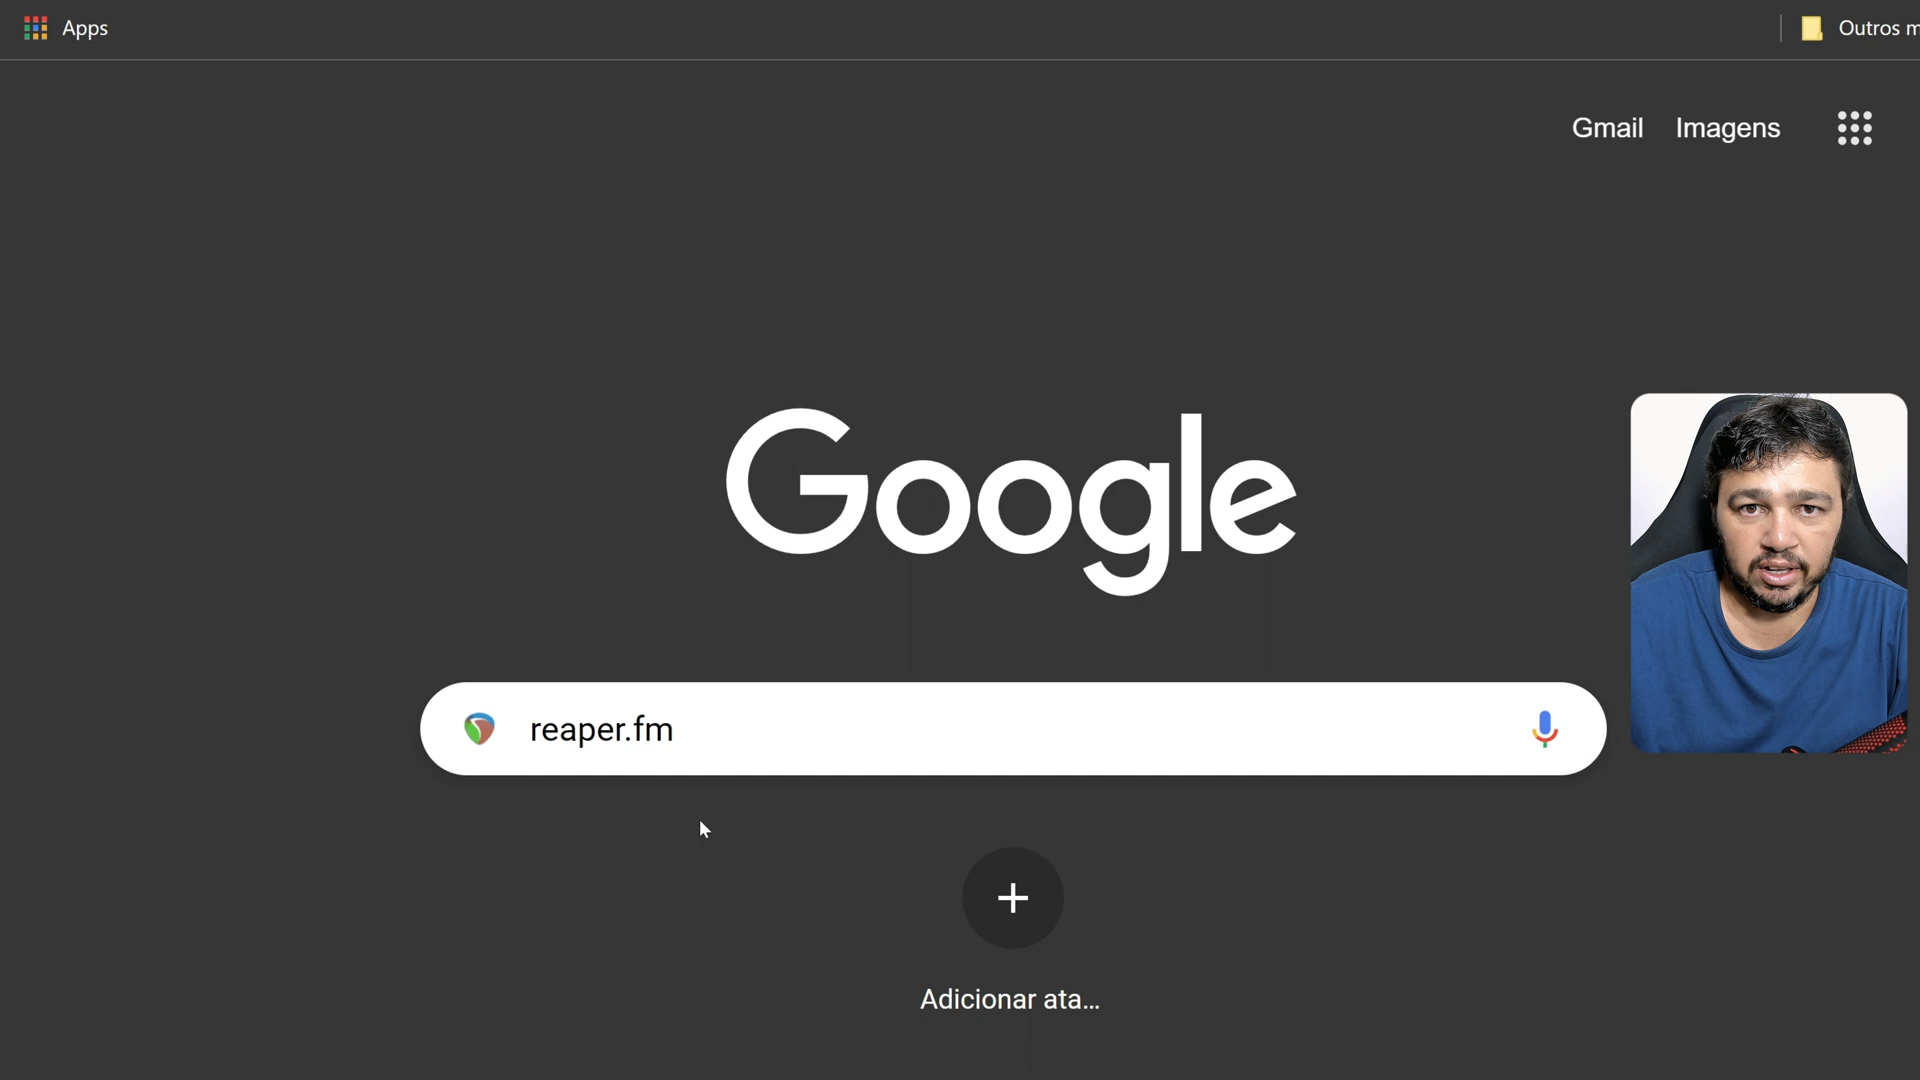 Apps
Outros m
Gmail Imagens
Google
reaper.fm
Adicionar ata...